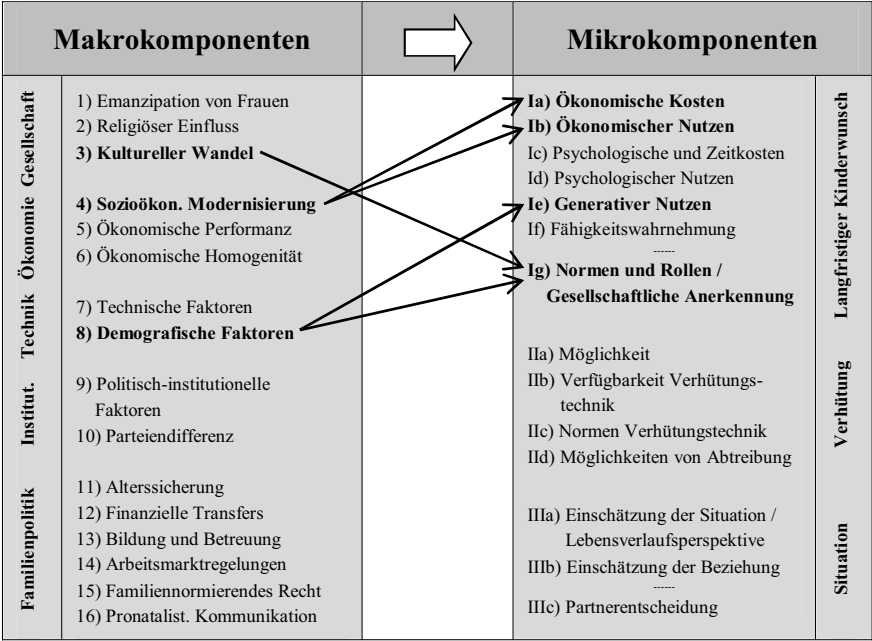 Makrokomponenten
Mikrokomponenten
Gesellschaft
1) Emanzipation von Frauen
2) Religiöser Einfluss
3) Kultureller Wandel
Ökonomie
4) Sozioökon. Modernisierung
5) Ökonomische Performanz
6) Ökonomische Homogenität
Technik
7) Technische Faktoren
8) Demografische Faktoren
Institut.
9) Politisch-institutionelle
Faktoren
10) Parteiendifferenz
Familienpolitik
11) Alterssicherung
12) Finanzielle Transfers
13) Bildung und Betreuung
14) Arbeitsmarktregelungen
15) Familiennormierendes Recht
16) Pronatalist. Kommunikation
Ia) Ökonomische Kosten
Ib) Ökonomischer Nutzen
Ic) Psychologische und Zeitkosten
Id) Psychologischer Nutzen
Ie) Generativer Nutzen
If) Fähigkeitswahrnehmung
------
Ig) Normen und Rollen /
Gesellschaftliche Anerkennung
Langfristiger Kinderwunsch
IIa) Möglichkeit
IIb) Verfügbarkeit Verhütungs-
technik
IIc) Normen Verhütungstechnik
IId) Möglichkeiten von Abtreibung
Verhütung
IIIa) Einschätzung der Situation /
Lebensverlaufsperspektive
IIIb) Einschätzung der Beziehung
------
IIIc) Partnerentscheidung
Situation